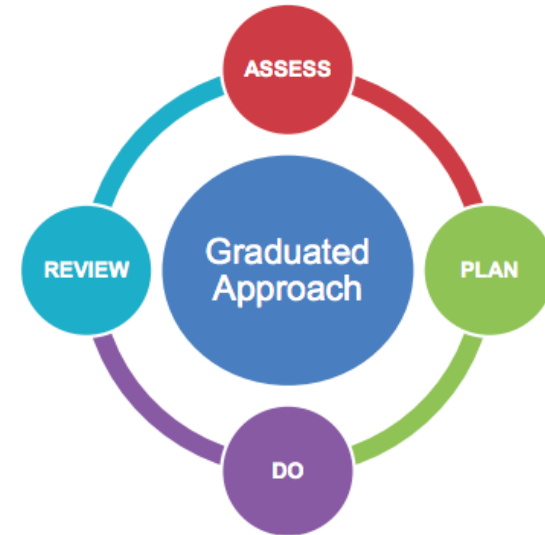 ASSESS
REVIEW
Graduated
Approach
PLAN
DO